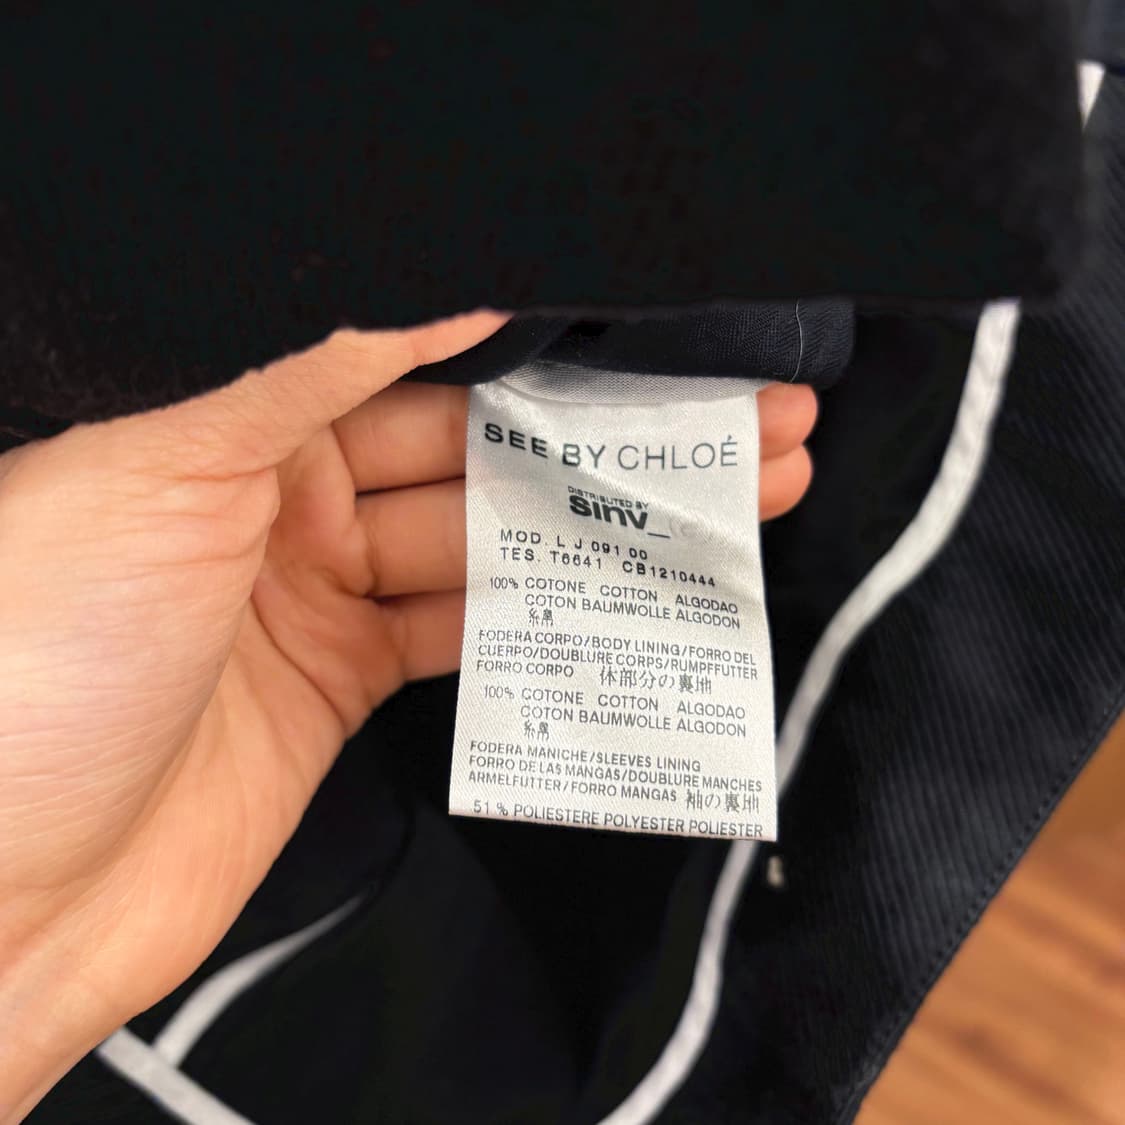 SEE BY CHLOÉ
DISTRIBUTED BY
sinv_
MOD. L J 091 00
TES. T6641 CB1210444
100% COTONE COTTON ALGODAO
COTON BAUMWOLLE ALGODON
FODERA CORPO/BODY LINING/FORRO DEL
CUERPO/DOUBLURE CORPS/RUMPFFUTTER
FORRO CORPO 体部分の裏地
100% COTONE COTTON ALGODAO
COTON BAUMWOLLE ALGODON
FODERA MANICHE/SLEEVES LINING
FORRO DE LAS MANGAS/DOUBLURE MANCHES
ARMELFUTTER/FORRO MANGAS 袖の裏地
51 % POLIESTERE POLYESTER POLIESTER